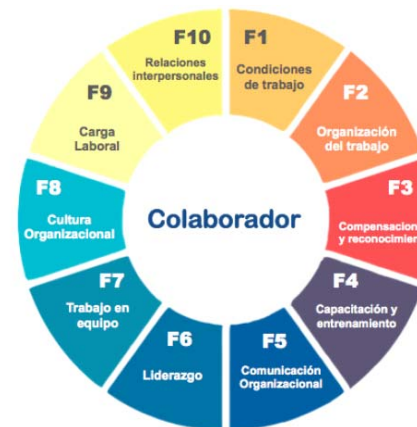 F1
Condiciones
de trabajo
F2
Organización
del trabajo
F3
Compensacion
y reconocimie
F4
Capacitación y
entrenamiento
F5
Comunicación
Organizacional
F6
Liderazgo
F7
Trabajo en
equipo
F8
Cultura
Organizacional
F9
Carga
Laboral
F10
Relaciones
interpersonales
Colaborador